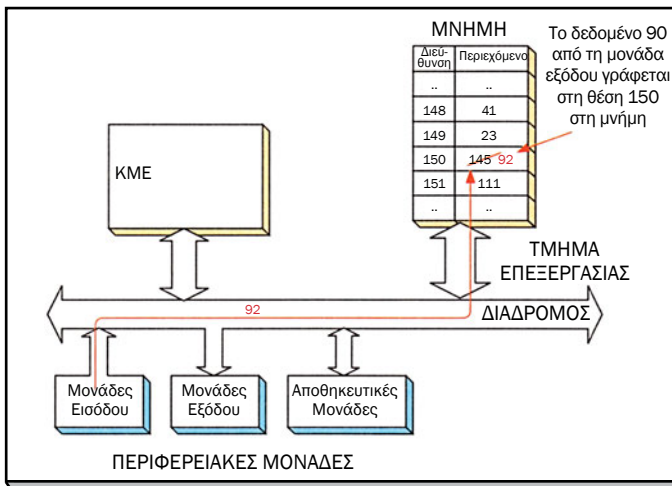 ΜΝΗΜΗ
Διεύ-
θυνση
Περιεχόμενο
.. ..
148 41
149 23
150 145 92
151 111
.. ..
Το δεδομένο 90
από τη μονάδα
εξόδου γράφεται
στη θέση 150
στη μνήμη
ΚΜΕ
ΤΜΗΜΑ
ΕΠΕΞΕΡΓΑΣΙΑΣ
92
ΔΙΑΔΡΟΜΟΣ
Μονάδες
Εισόδου
Μονάδες
Εξόδου
Αποθηκευτικές
Μονάδες
ΠΕΡΙΦΕΡΕΙΑΚΕΣ ΜΟΝΑΔΕΣ